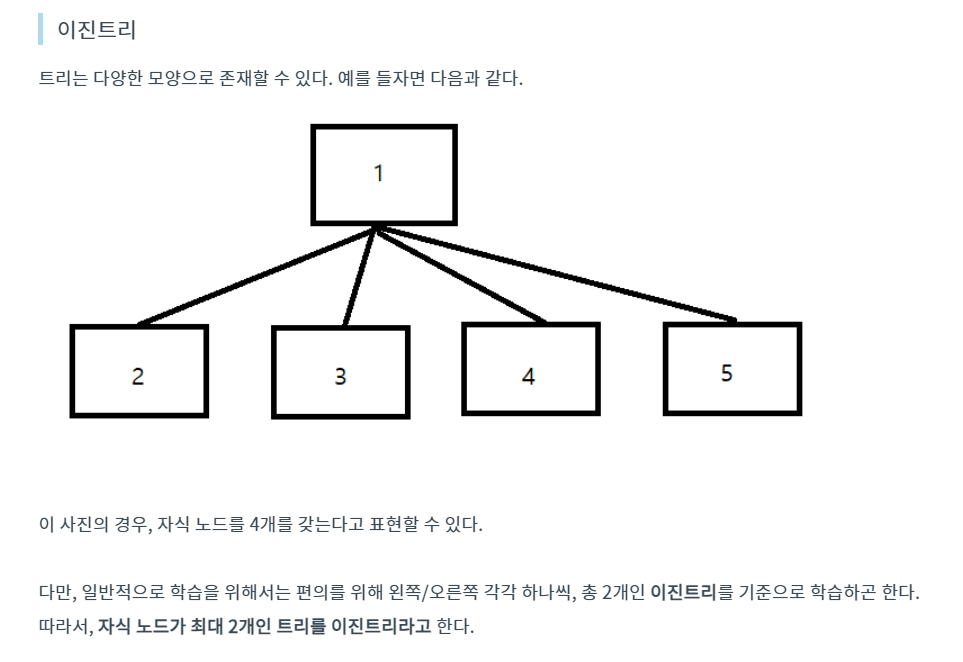 이진트리
트리는 다양한 모양으로 존재할 수 있다. 예를 들자면 다음과 같다.
1
2
3
4
5
이 사진의 경우, 자식 노드를 4개를 갖는다고 표현할 수 있다.
다만, 일반적으로 학습을 위해서는 편의를 위해 왼쪽/오른쪽 각각 하나씩, 총 2개인 이진트리를 기준으로 학습하곤 한다.
따라서, 자식 노드가 최대 2개인 트리를 이진트리라고 한다.